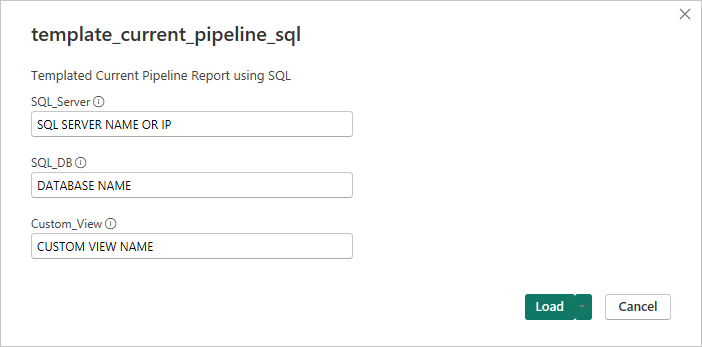 template_current_pipeline_sql
Templated Current Pipeline Report using SQL
SQL_Server
SQL SERVER NAME OR IP
SQL_DB
DATABASE NAME
Custom_View
CUSTOM VIEW NAME
Load
Cancel